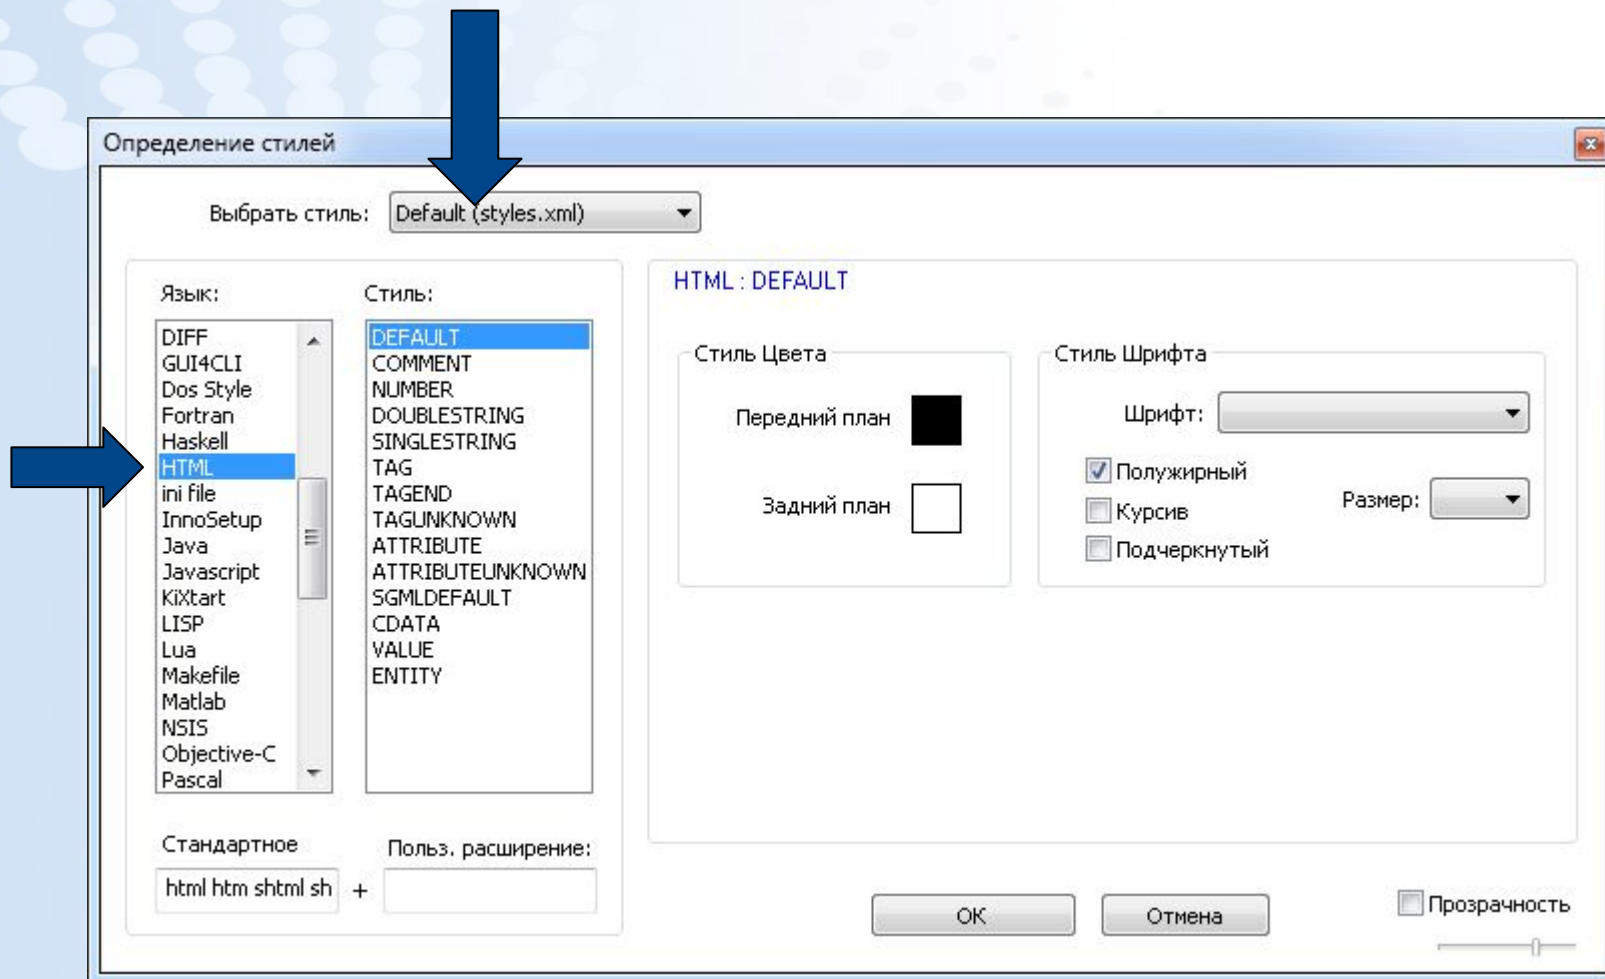 Определение стилей
Выбрать стиль: Default (styles.xml)
Язык:
DIFF
GUI4CLI
Dos Style
Fortran
Haskell
HTML
ini file
InnoSetup
Java
Javascript
KiXtart
LISP
Lua
Makefile
Matlab
NSIS
Objective-C
Pascal
Стиль:
DEFAULT
COMMENT
NUMBER
DOUBLESTRING
SINGLESTRING
TAG
TAGEND
TAGUNKNOWN
ATTRIBUTE
ATTRIBUTEUNKNOWN
SGMLDEFAULT
CDATA
VALUE
ENTITY
Стандартное
html htm shtml sh
+
Польз. расширение:
HTML : DEFAULT
Стиль Цвета
Передний план
Задний план
Стиль Шрифта
Шрифт:
Полужирный
Курсив
Подчеркнутый
Размер:
ОК
Отмена
Прозрачность